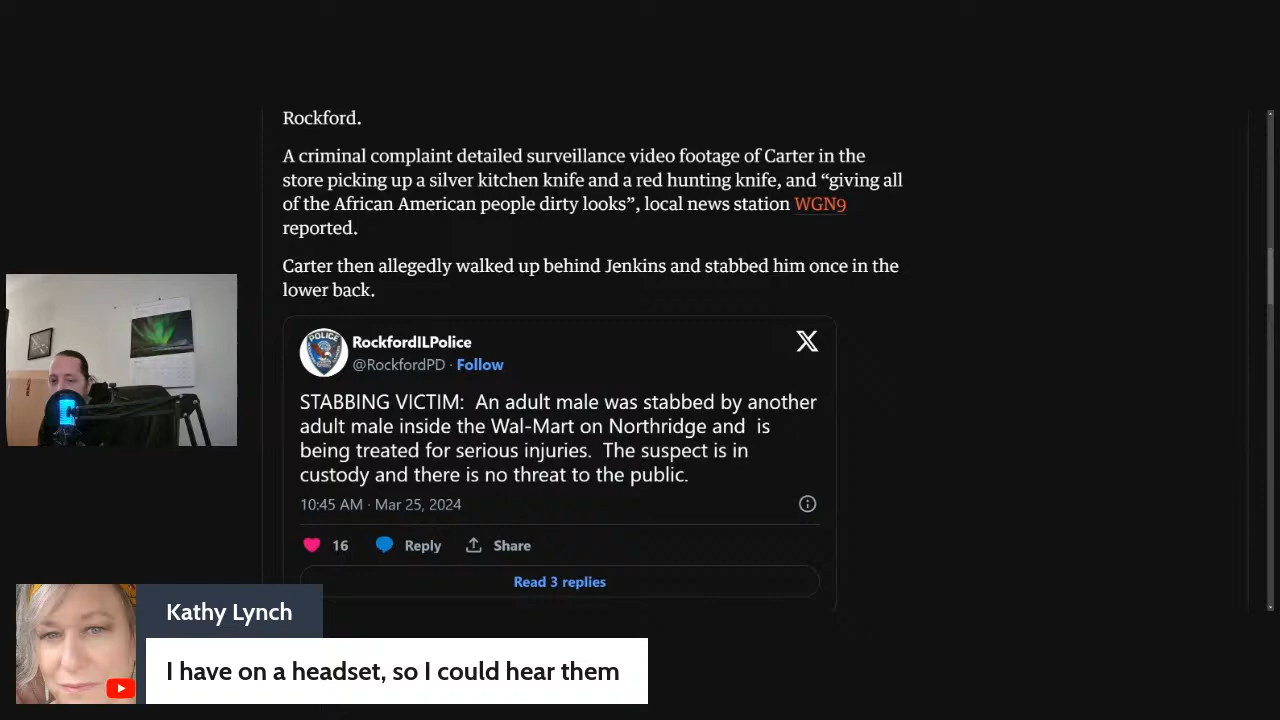 Rockford.
A criminal complaint detailed surveillance video footage of Carter in the
store picking up a silver kitchen knife and a red hunting knife, and “giving all
of the African American people dirty looks”, local news station WGN9
reported.
Carter then allegedly walked up behind Jenkins and stabbed him once in the
lower back.
POLICE
RockfordILPolice
@RockfordPD · Follow
STABBING VICTIM:  An adult male was stabbed by another
adult male inside the Wal-Mart on Northridge and  is
being treated for serious injuries.  The suspect is in
custody and there is no threat to the public.
10:45 AM · Mar 25, 2024
16 Reply Share
Read 3 replies
Kathy Lynch
I have on a headset, so I could hear them